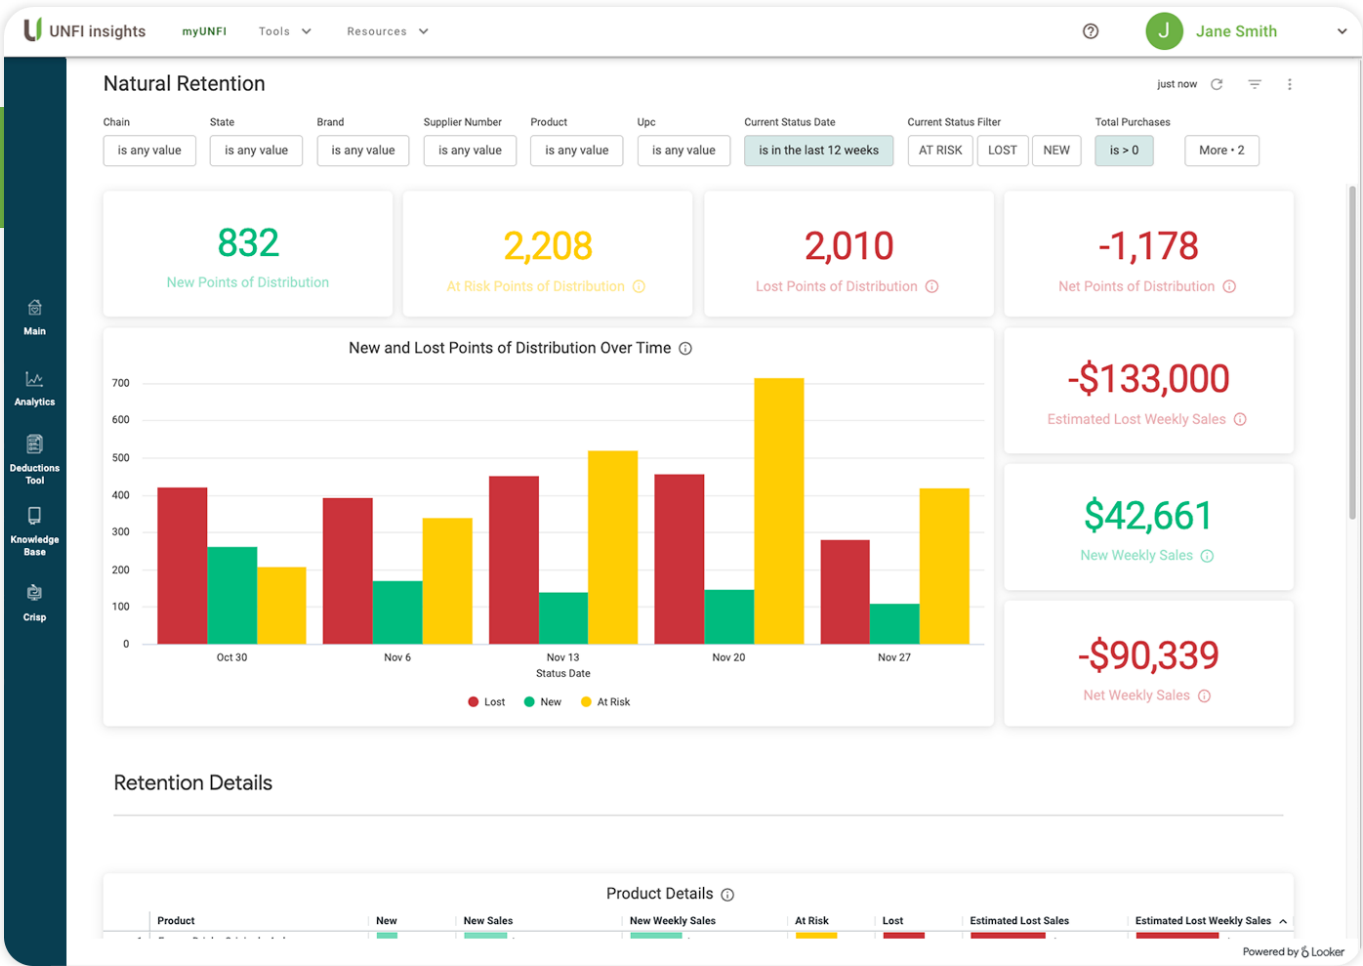 UNFI insights
myUNFI
Tools
Resources
J
Jane Smith
Natural Retention
just now
Chain
State
Brand
Supplier Number
Product
Upc
Current Status Date
Current Status Filter
Total Purchases
is any value
is any value
is any value
is any value
is any value
is any value
is in the last 12 weeks
AT RISK
LOST
NEW
is > 0
More • 2
832
New Points of Distribution
2,208
At Risk Points of Distribution
2,010
Lost Points of Distribution
-1,178
Net Points of Distribution
Main
Analytics
Deductions
Tool
Knowledge
Base
Crisp
New and Lost Points of Distribution Over Time
700
600
500
400
300
200
100
0
Oct 30
Nov 6
Nov 13
Nov 20
Nov 27
Status Date
Lost
New
At Risk
-$133,000
Estimated Lost Weekly Sales
$42,661
New Weekly Sales
-$90,339
Net Weekly Sales
Retention Details
Product Details
Product
New
New Sales
New Weekly Sales
At Risk
Lost
Estimated Lost Sales
Estimated Lost Weekly Sales
Powered by Looker